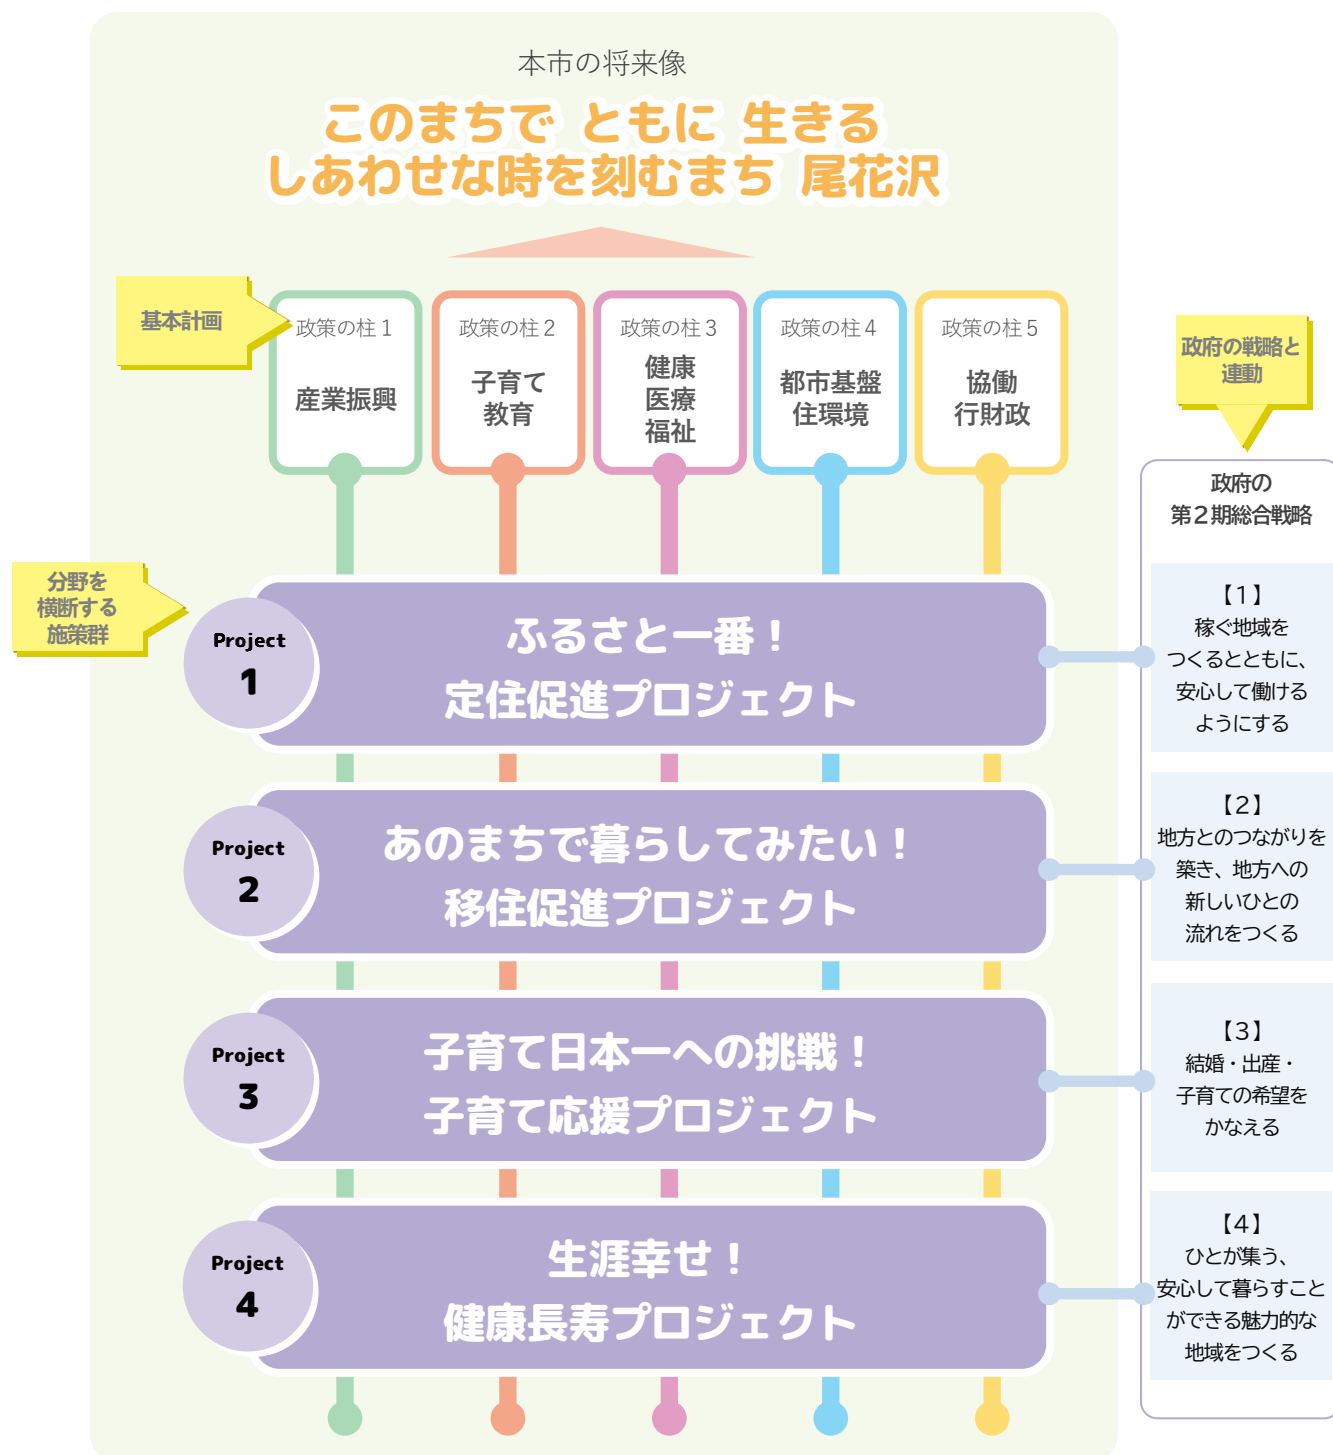 本市の将来像
このまちで ともに 生きる
しあわせな時を刻むまち 尾花沢
基本計画
政策の柱1
産業振興
政策の柱2
子育て
教育
政策の柱3
健康
医療
福祉
政策の柱4
都市基盤
住環境
政策の柱5
協働
行財政
政府の戦略と
連動
政府の
第2期総合戦略
分野を
横断する
施策群
Project
1
ふるさと一番!
定住促進プロジェクト
【1】
稼ぐ地域を
つくるとともに、
安心して働ける
ようにする
Project
2
あのまちで暮らしてみたい!
移住促進プロジェクト
【2】
地方とのつながりを
築き、地方への
新しいひとの
流れをつくる
Project
3
子育て日本一への挑戦!
子育て応援プロジェクト
【3】
結婚・出産・
子育ての希望を
かなえる
Project
4
生涯幸せ!
健康長寿プロジェクト
【4】
ひとが集う、
安心して暮らすこと
ができる魅力的な
地域をつくる